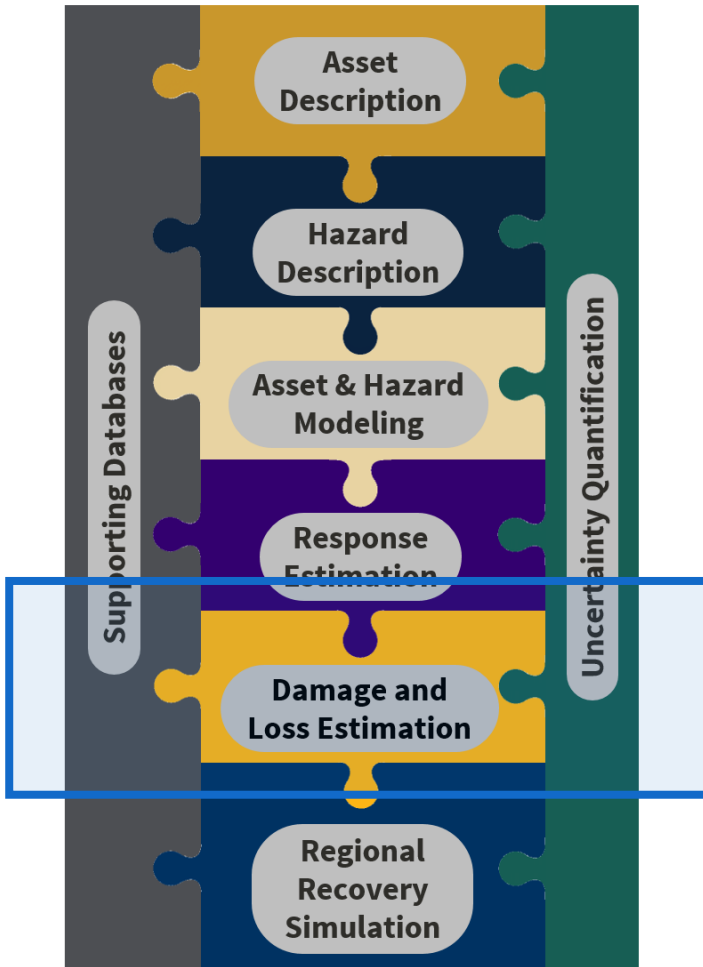 Asset
Description
Hazard
Description
Asset & Hazard
Modeling
Response
Estimation
Damage and
Loss Estimation
Regional
Recovery
Simulation
Supporting Databases
Uncertainty Quantification